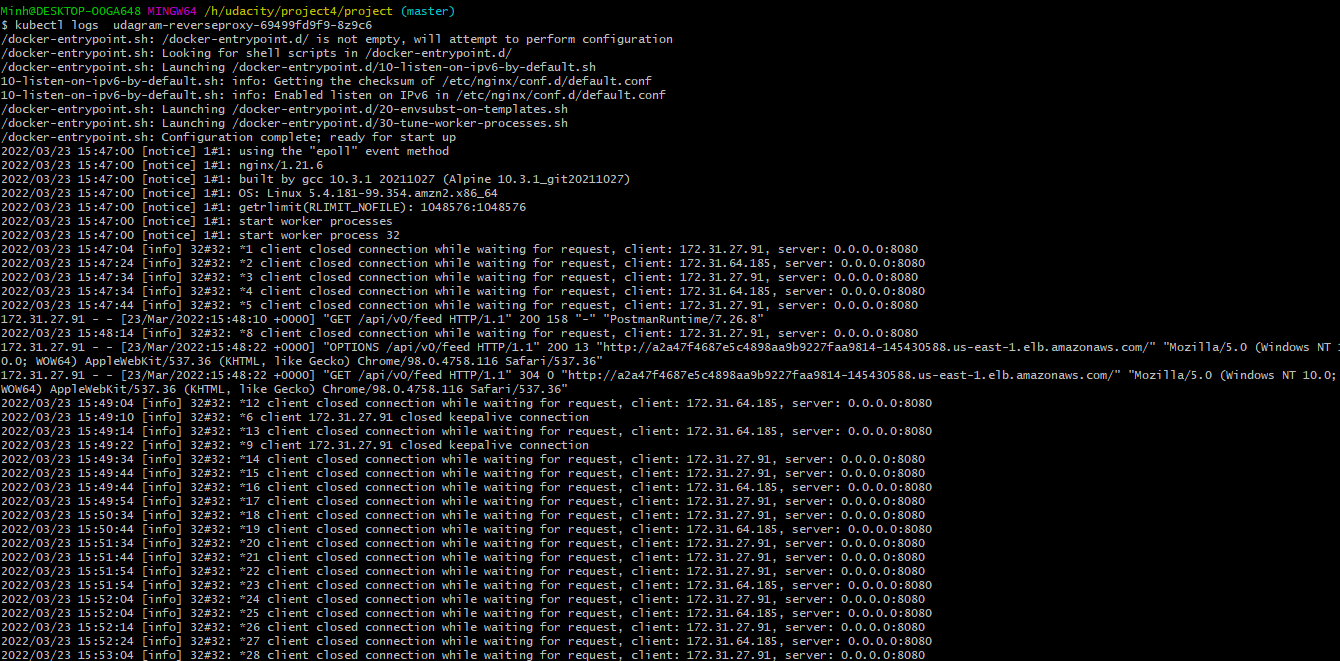 Minh@DESKTOP-OOGA648 MINGW64 /h/udacity/project4/project (master)
$ kubectl logs  udagram-reverseproxy-69499fd9f9-8z9c6
/docker-entrypoint.sh: /docker-entrypoint.d/ is not empty, will attempt to perform configuration
/docker-entrypoint.sh: Looking for shell scripts in /docker-entrypoint.d/
/docker-entrypoint.sh: Launching /docker-entrypoint.d/10-listen-on-ipv6-by-default.sh
10-listen-on-ipv6-by-default.sh: info: Getting the checksum of /etc/nginx/conf.d/default.conf
10-listen-on-ipv6-by-default.sh: info: Enabled listen on IPv6 in /etc/nginx/conf.d/default.conf
/docker-entrypoint.sh: Launching /docker-entrypoint.d/20-envsubst-on-templates.sh
/docker-entrypoint.sh: Launching /docker-entrypoint.d/30-tune-worker-processes.sh
/docker-entrypoint.sh: Configuration complete; ready for start up
2022/03/23 15:47:00 [notice] 1#1: using the "epoll" event method
2022/03/23 15:47:00 [notice] 1#1: nginx/1.21.6
2022/03/23 15:47:00 [notice] 1#1: built by gcc 10.3.1 20211027 (Alpine 10.3.1_git20211027)
2022/03/23 15:47:00 [notice] 1#1: OS: Linux 5.4.181-99.354.amzn2.x86_64
2022/03/23 15:47:00 [notice] 1#1: getrlimit(RLIMIT_NOFILE): 1048576:1048576
2022/03/23 15:47:00 [notice] 1#1: start worker processes
2022/03/23 15:47:00 [notice] 1#1: start worker process 32
2022/03/23 15:47:04 [info] 32#32: *1 client closed connection while waiting for request, client: 172.31.27.91, server: 0.0.0.0:8080
2022/03/23 15:47:24 [info] 32#32: *2 client closed connection while waiting for request, client: 172.31.64.185, server: 0.0.0.0:8080
2022/03/23 15:47:34 [info] 32#32: *3 client closed connection while waiting for request, client: 172.31.27.91, server: 0.0.0.0:8080
2022/03/23 15:47:34 [info] 32#32: *4 client closed connection while waiting for request, client: 172.31.64.185, server: 0.0.0.0:8080
2022/03/23 15:47:44 [info] 32#32: *5 client closed connection while waiting for request, client: 172.31.27.91, server: 0.0.0.0:8080
172.31.27.91 - - [23/Mar/2022:15:48:10 +0000] "GET /api/v0/feed HTTP/1.1" 200 158 "-" "PostmanRuntime/7.26.8"
2022/03/23 15:48:14 [info] 32#32: *8 client closed connection while waiting for request, client: 172.31.27.91, server: 0.0.0.0:8080
172.31.27.91 - - [23/Mar/2022:15:48:22 +0000] "OPTIONS /api/v0/feed HTTP/1.1" 200 13 "http://a2a47f4687e5c4898aa9b9227faa9814-145430588.us-east-1.elb.amazonaws.com/" "Mozilla/5.0 (Windows NT 1
0.0; WOW64) AppleWebKit/537.36 (KHTML, like Gecko) Chrome/98.0.4758.116 Safari/537.36"
172.31.27.91 - - [23/Mar/2022:15:48:22 +0000] "GET /api/v0/feed HTTP/1.1" 304 0 "http://a2a47f4687e5c4898aa9b9227faa9814-145430588.us-east-1.elb.amazonaws.com/" "Mozilla/5.0 (Windows NT 10.0;
WOW64) AppleWebKit/537.36 (KHTML, like Gecko) Chrome/98.0.4758.116 Safari/537.36"
2022/03/23 15:49:04 [info] 32#32: *12 client closed connection while waiting for request, client: 172.31.64.185, server: 0.0.0.0:8080
2022/03/23 15:49:10 [info] 32#32: *6 client 172.31.27.91 closed keepalive connection
2022/03/23 15:49:14 [info] 32#32: *13 client closed connection while waiting for request, client: 172.31.64.185, server: 0.0.0.0:8080
2022/03/23 15:49:22 [info] 32#32: *9 client 172.31.27.91 closed keepalive connection
2022/03/23 15:49:34 [info] 32#32: *14 client closed connection while waiting for request, client: 172.31.27.91, server: 0.0.0.0:8080
2022/03/23 15:49:44 [info] 32#32: *15 client closed connection while waiting for request, client: 172.31.27.91, server: 0.0.0.0:8080
2022/03/23 15:49:44 [info] 32#32: *16 client closed connection while waiting for request, client: 172.31.64.185, server: 0.0.0.0:8080
2022/03/23 15:49:54 [info] 32#32: *17 client closed connection while waiting for request, client: 172.31.27.91, server: 0.0.0.0:8080
2022/03/23 15:50:34 [info] 32#32: *18 client closed connection while waiting for request, client: 172.31.27.91, server: 0.0.0.0:8080
2022/03/23 15:50:44 [info] 32#32: *19 client closed connection while waiting for request, client: 172.31.64.185, server: 0.0.0.0:8080
2022/03/23 15:51:34 [info] 32#32: *20 client closed connection while waiting for request, client: 172.31.27.91, server: 0.0.0.0:8080
2022/03/23 15:51:44 [info] 32#32: *21 client closed connection while waiting for request, client: 172.31.27.91, server: 0.0.0.0:8080
2022/03/23 15:51:54 [info] 32#32: *22 client closed connection while waiting for request, client: 172.31.27.91, server: 0.0.0.0:8080
2022/03/23 15:51:54 [info] 32#32: *23 client closed connection while waiting for request, client: 172.31.64.185, server: 0.0.0.0:8080
2022/03/23 15:52:04 [info] 32#32: *24 client closed connection while waiting for request, client: 172.31.27.91, server: 0.0.0.0:8080
2022/03/23 15:52:04 [info] 32#32: *25 client closed connection while waiting for request, client: 172.31.64.185, server: 0.0.0.0:8080
2022/03/23 15:52:14 [info] 32#32: *26 client closed connection while waiting for request, client: 172.31.27.91, server: 0.0.0.0:8080
2022/03/23 15:52:24 [info] 32#32: *27 client closed connection while waiting for request, client: 172.31.64.185, server: 0.0.0.0:8080
2022/03/23 15:53:04 [info] 32#32: *28 client closed connection while waiting for request, client: 172.31.27.91, server: 0.0.0.0:8080